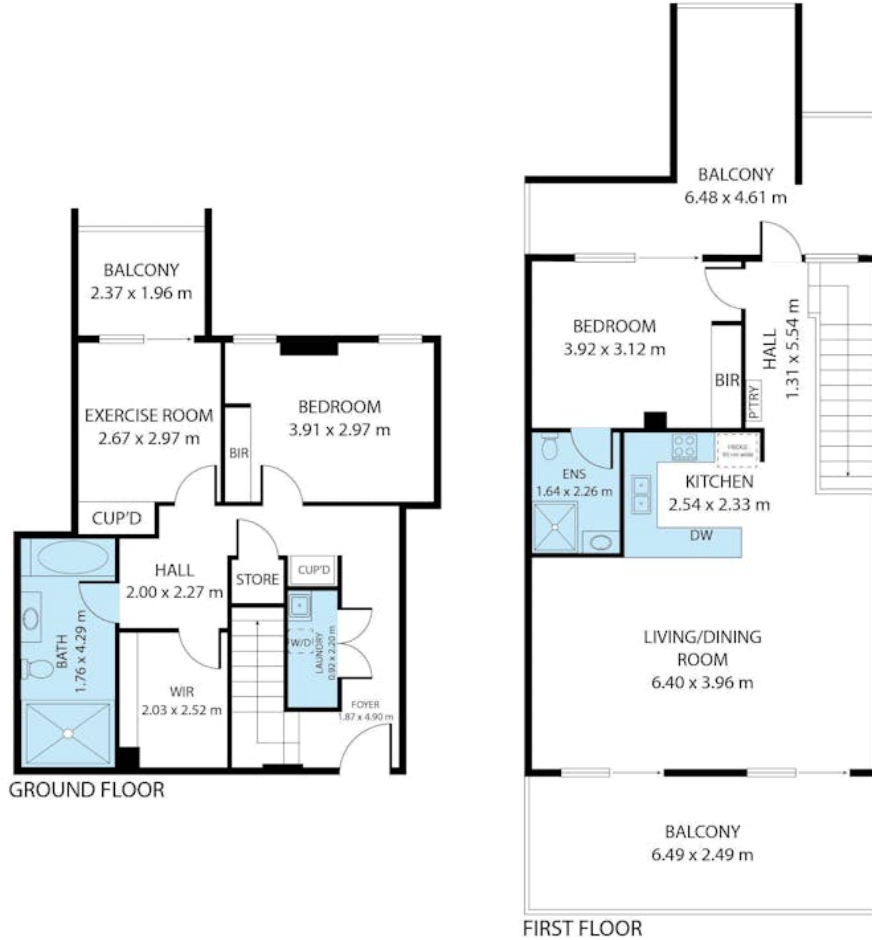 BALCONY
2.37 x 1.96 m
EXERCISE ROOM
2.67 x 2.97 m
BEDROOM
3.91 x 2.97 m
BIR
CUP'D
HALL
2.00 x 2.27 m
STORE
CUP'D
BATH
1.76 x 4.29 m
W/D
LAUNDRY
0.92 x 2.20 m
WIR
2.03 x 2.52 m
FOYER
1.87 x 4.90 m
GROUND FLOOR
BALCONY
6.48 x 4.61 m
BEDROOM
3.92 x 3.12 m
BIR
HALL
1.31 x 5.54 m
P'TRY
ENS
1.64 x 2.26 m
KITCHEN
2.54 x 2.33 m
DW
LIVING/DINING
ROOM
6.40 x 3.96 m
BALCONY
6.49 x 2.49 m
FIRST FLOOR